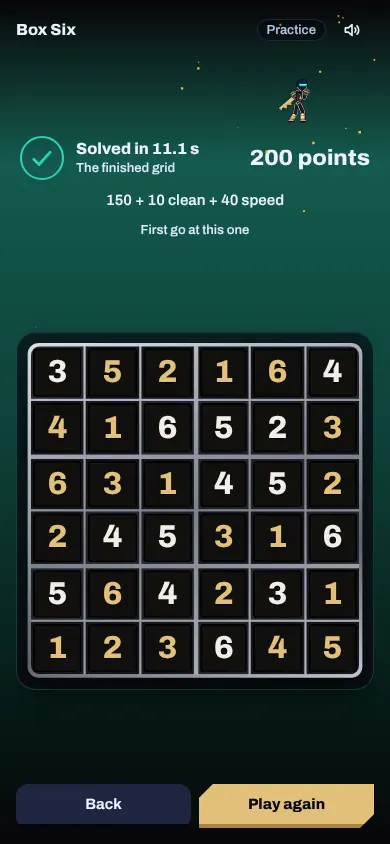 Box Six
Practice
Solved in 11.1 s
The finished grid
200 points
150 + 10 clean + 40 speed
First go at this one
3 5 2 1 6 4
4 1 6 5 2 3
6 3 1 4 5 2
2 4 5 3 1 6
5 6 4 2 3 1
1 2 3 6 4 5
Back
Play again